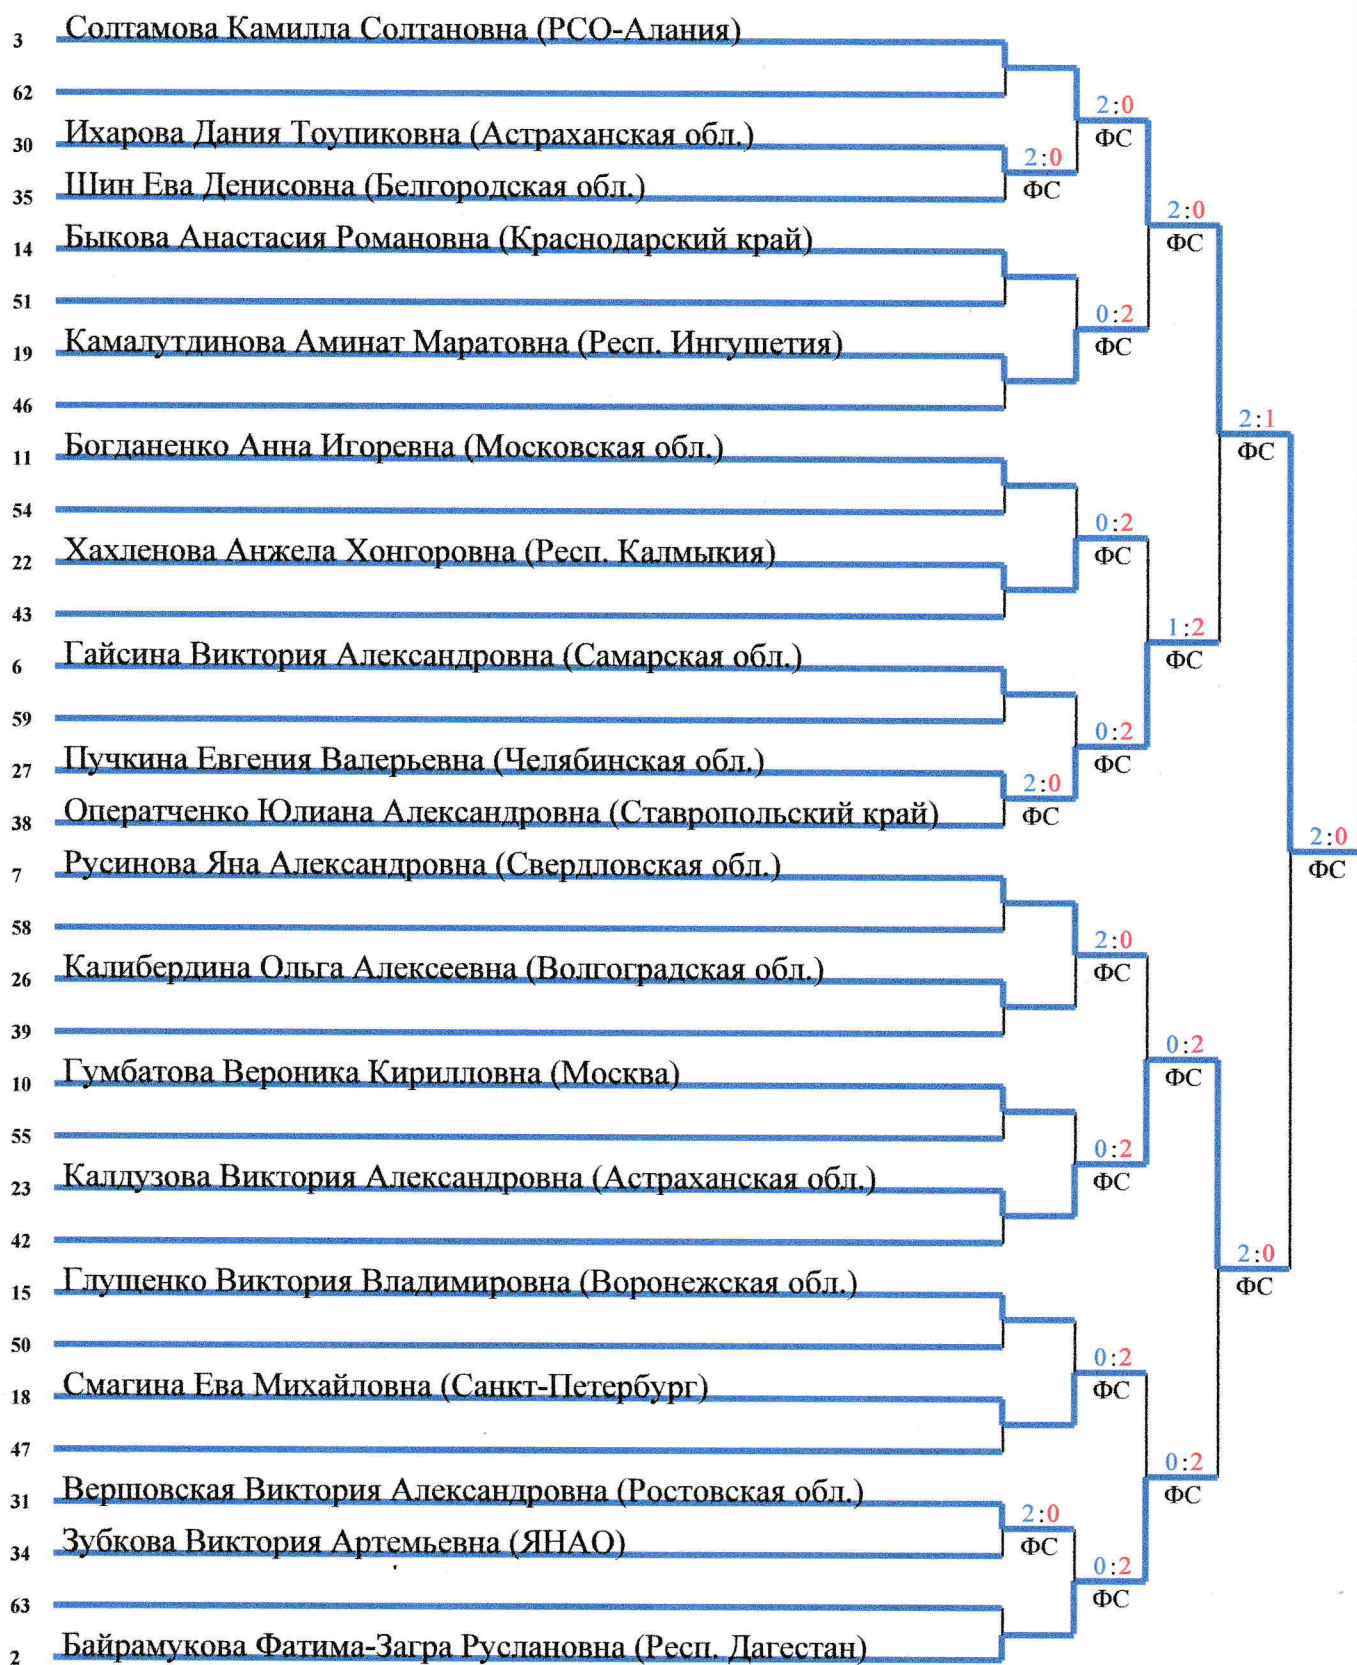 3 Солтамова Камилла Солтановна (РСО-Алания)
62
2:0
30 Ихарова Дания Тоупиковна (Астраханская обл.)
ФС
2:0
35 Шин Ева Денисовна (Белгородская обл.)
ФС
2:0
14 Быкова Анастасия Романовна (Краснодарский край)
ФС
51
0:2
19 Камалутдинова Аминат Маратовна (Респ. Ингушетия)
ФС
46
2:1
11 Богданенко Анна Игоревна (Московская обл.)
ФС
54
0:2
22 Хахленова Анжела Хонгоровна (Респ. Калмыкия)
ФС
43
1:2
6 Гайсина Виктория Александровна (Самарская обл.)
ФС
59
0:2
27 Пучкина Евгения Валерьевна (Челябинская обл.)
ФС
2:0
38 Оператченко Юлиана Александровна (Ставропольский край)
ФС
2:0
7 Русинова Яна Александровна (Свердловская обл.)
ФС
58
2:0
26 Калибердина Ольга Алексеевна (Волгоградская обл.)
ФС
39
0:2
10 Гумбатова Вероника Кирилловна (Москва)
ФС
55
0:2
23 Калдузова Виктория Александровна (Астраханская обл.)
ФС
42
2:0
15 Глущенко Виктория Владимировна (Воронежская обл.)
ФС
50
0:2
18 Смагина Ева Михайловна (Санкт-Петербург)
ФС
47
0:2
31 Вершовская Виктория Александровна (Ростовская обл.)
ФС
2:0
34 Зубкова Виктория Артемьевна (ЯНАО)
ФС
0:2
63
ФС
2 Байрамукова Фатима-Загра Руслановна (Респ. Дагестан)